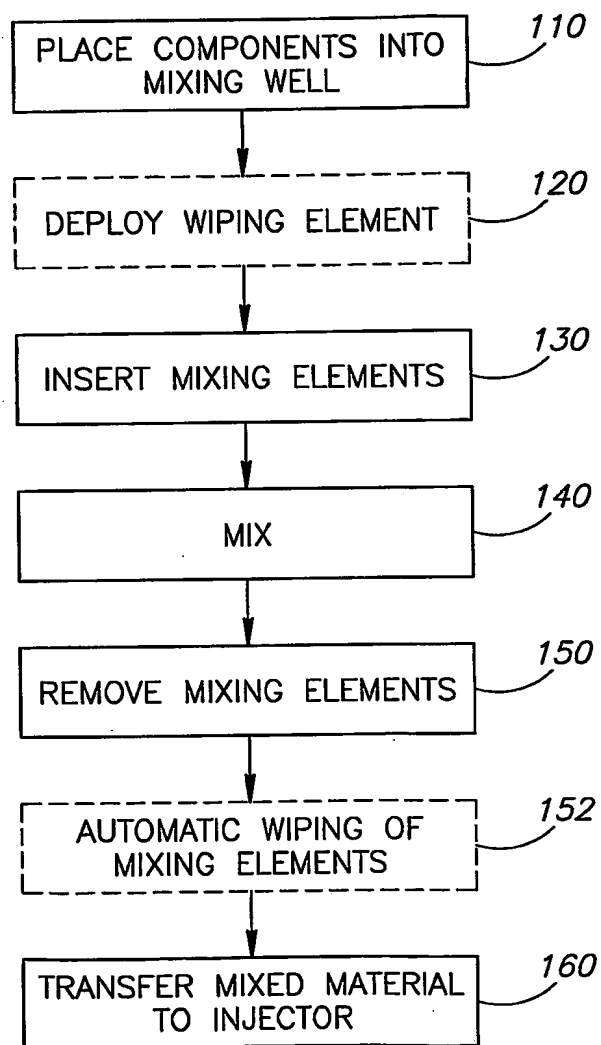 PLACE COMPONENTS INTO
MIXING WELL
110
DEPLOY WIPING ELEMENT
120
INSERT MIXING ELEMENTS
130
MIX
140
REMOVE MIXING ELEMENTS
150
AUTOMATIC WIPING OF
MIXING ELEMENTS
152
TRANSFER MIXED MATERIAL
TO INJECTOR
160